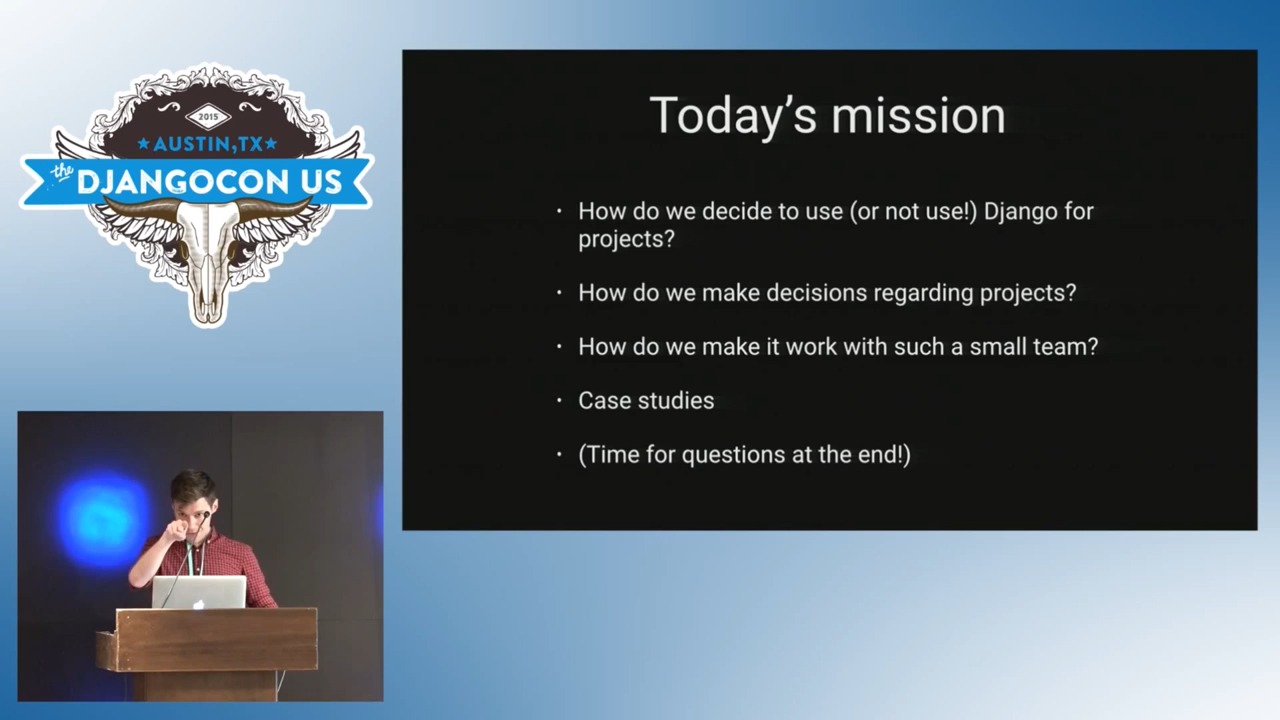 2015
★AUSTIN,TX★
the
DJANGOCON US
Today's mission
· How do we decide to use (or not use!) Django for
projects?
· How do we make decisions regarding projects?
· How do we make it work with such a small team?
· Case studies
· (Time for questions at the end!)